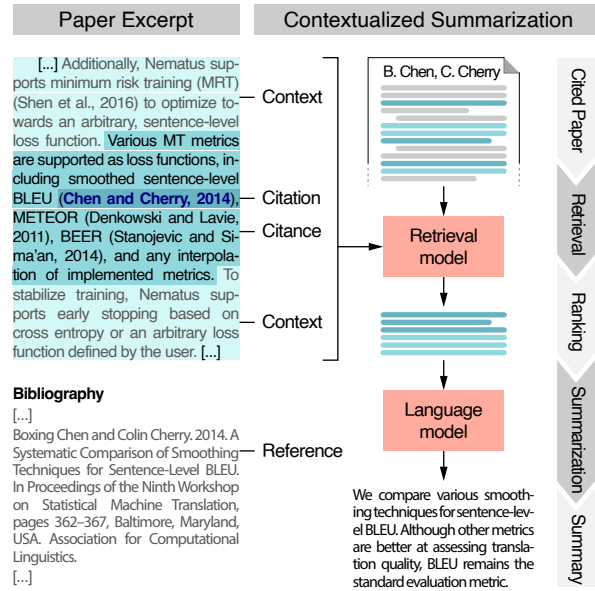 Paper Excerpt
[...] Additionally, Nematus sup-
ports minimum risk training (MRT)
(Shen et al., 2016) to optimize to-
wards an arbitrary, sentence-level
loss function. Various MT metrics
are supported as loss functions, in-
cluding smoothed sentence-level
BLEU (Chen and Cherry, 2014),
METEOR (Denkowski and Lavie,
2011), BEER (Stanojevic and Si-
ma'an, 2014), and any interpola-
tion of implemented metrics. To
stabilize training, Nematus sup-
ports early stopping based on
cross entropy or an arbitrary loss
function defined by the user. [...]
Bibliography
[...]
Boxing Chen and Colin Cherry. 2014. A
Systematic Comparison of Smoothing
Techniques for Sentence-Level BLEU.
In Proceedings of the Ninth Workshop
on Statistical Machine Translation,
pages 362–367, Baltimore, Maryland,
USA. Association for Computational
Linguistics.
[...]
Context
Citation
Citance
Context
Reference
Contextualized Summarization
B. Chen, C. Cherry
Retrieval
model
Language
model
We compare various smooth-
ing techniques for sentence-lev-
el BLEU. Although other metrics
are better at assessing transla-
tion quality, BLEU remains the
standard evaluation metric.
Cited Paper
Retrieval
Ranking
Summarization
Summary